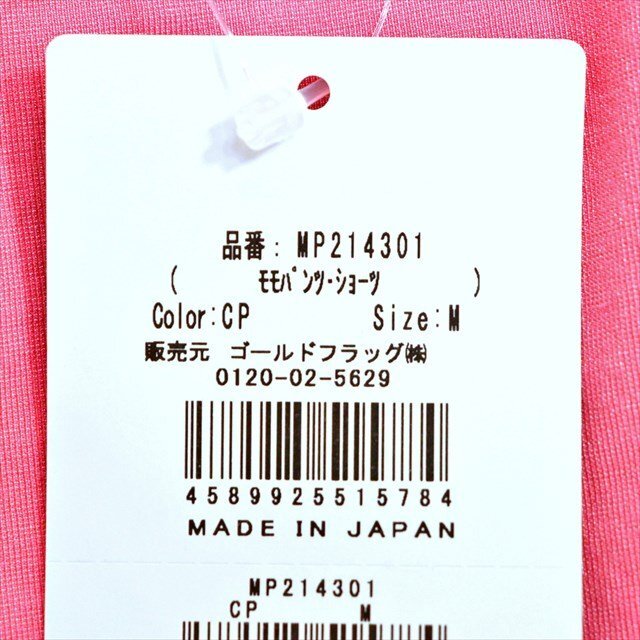 品番: MP214301
( ﾓﾓﾊﾟﾝﾂ･ｼｮｰﾂ )
Color:CP Size:M
販売元 ゴールドフラッグ㈱
0120-02-5629
4589925515784
MADE IN JAPAN
MP214301
CP M